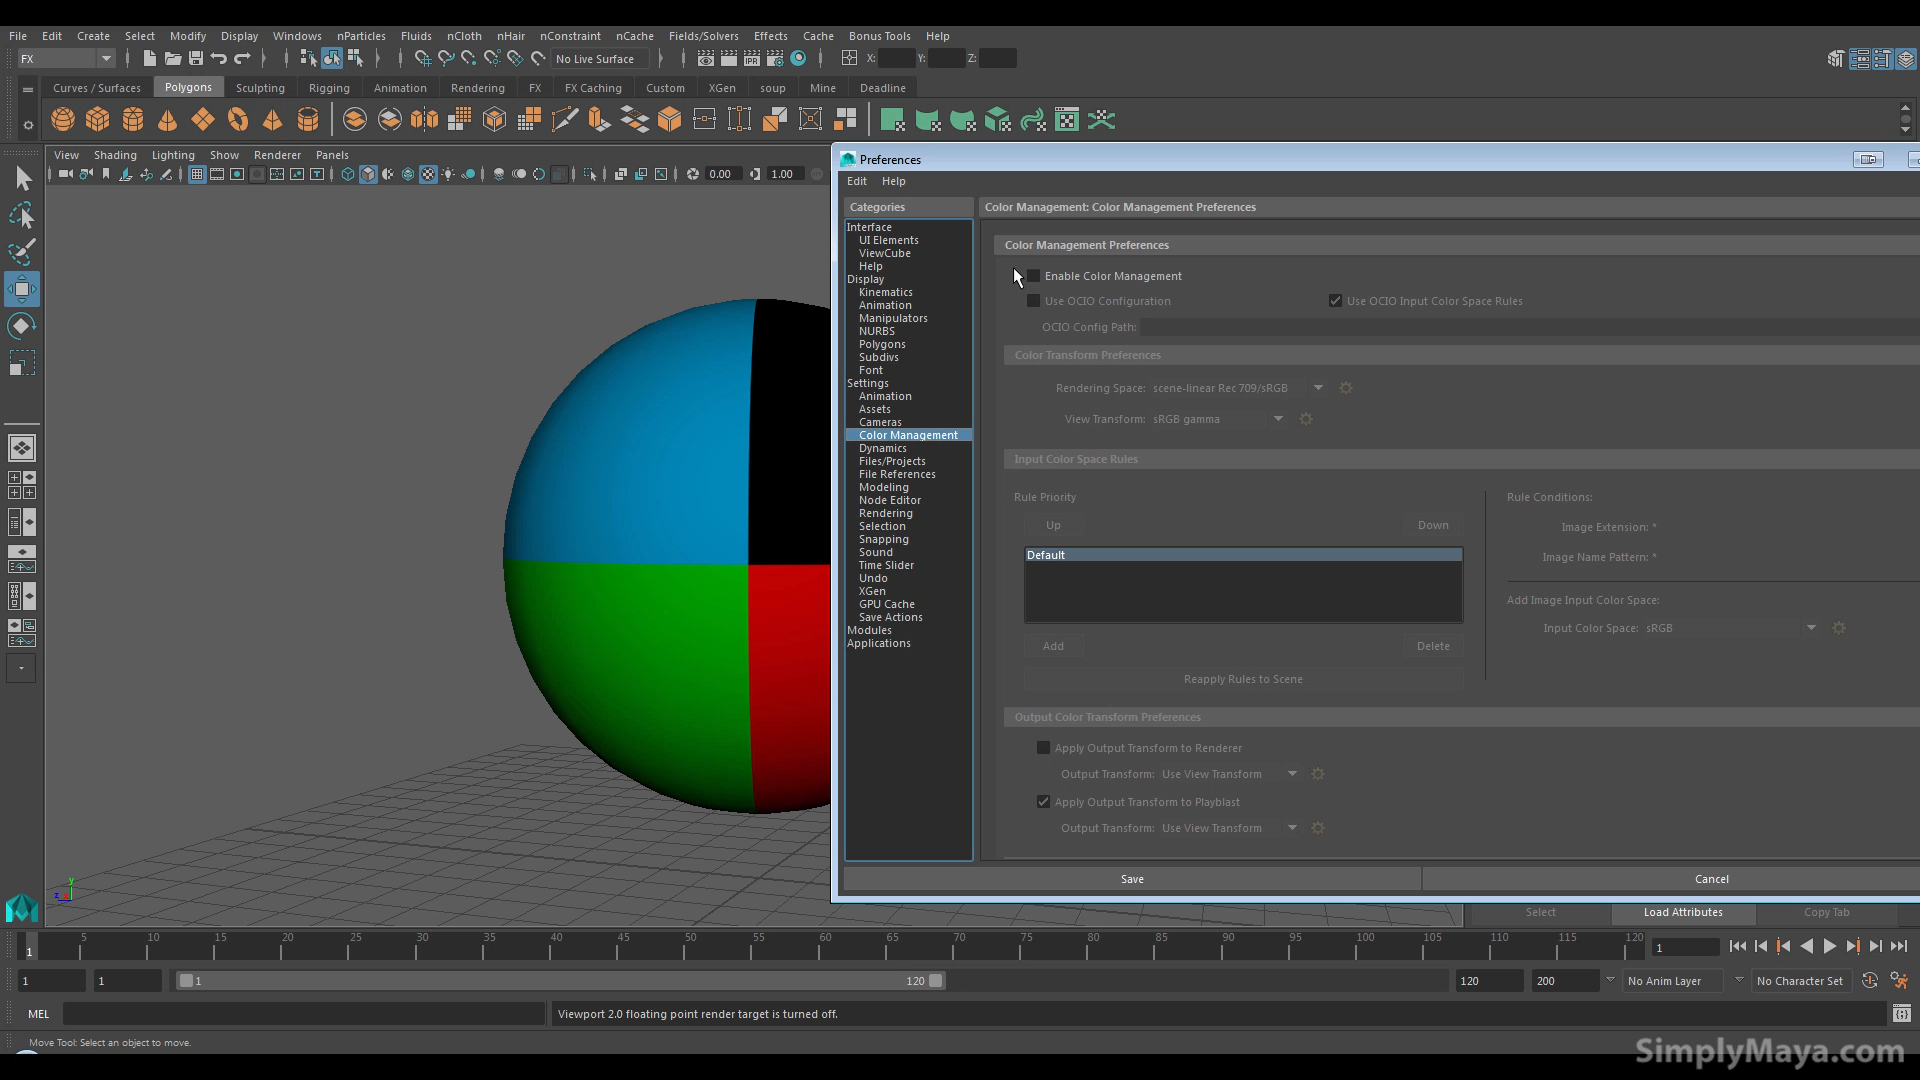 File Edit Create Select Modify Display Windows nParticles Fluids nCloth nHair nConstraint nCache Fields/Solvers Effects Cache Bonus Tools Help
FX No Live Surface IPR X: Y: Z:
Curves / Surfaces Polygons Sculpting Rigging Animation Rendering FX FX Caching Custom XGen soup Mine Deadline
View Shading Lighting Show Renderer Panels
0.00 1.00
Preferences
Edit Help
Categories
Interface
UI Elements
ViewCube
Help
Display
Kinematics
Animation
Manipulators
NURBS
Polygons
Subdivs
Font
Settings
Animation
Assets
Cameras
Color Management
Dynamics
Files/Projects
File References
Modeling
Node Editor
Rendering
Selection
Snapping
Sound
Time Slider
Undo
XGen
GPU Cache
Save Actions
Modules
Applications
Color Management: Color Management Preferences
Color Management Preferences
Enable Color Management
Use OCIO Configuration Use OCIO Input Color Space Rules
OCIO Config Path:
Color Transform Preferences
Rendering Space: scene-linear Rec 709/sRGB
View Transform: sRGB gamma
Input Color Space Rules
Rule Priority
Up Down
Default
Add Delete
Reapply Rules to Scene
Rule Conditions:
Image Extension: *
Image Name Pattern: *
Add Image Input Color Space:
Input Color Space: sRGB
Output Color Transform Preferences
Apply Output Transform to Renderer
Output Transform: Use View Transform
Apply Output Transform to Playblast
Output Transform: Use View Transform
Save Cancel
y
z x
Select Load Attributes Copy Tab
1 5 10 15 20 25 30 35 40 45 50 55 60 65 70 75 80 85 90 95 100 105 110 115 120 1
1 1 1 120 120 200 No Anim Layer No Character Set
MEL Viewport 2.0 floating point render target is turned off.
Move Tool: Select an object to move.
SimplyMaya.com